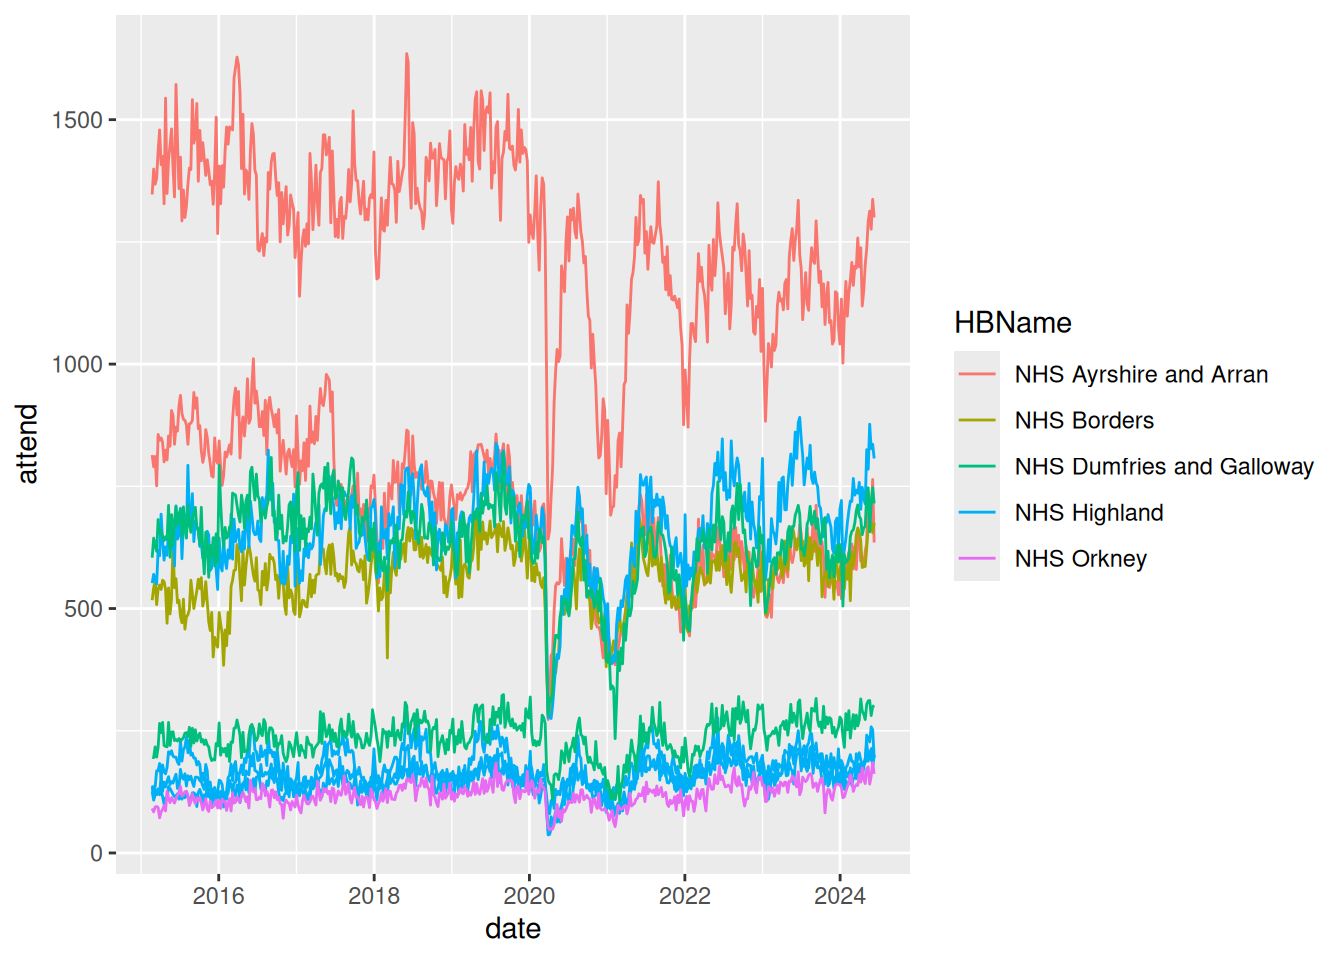 1500
1000
500
0
attend
2016 2018 2020 2022 2024
date
HBName
NHS Ayrshire and Arran
NHS Borders
NHS Dumfries and Galloway
NHS Highland
NHS Orkney